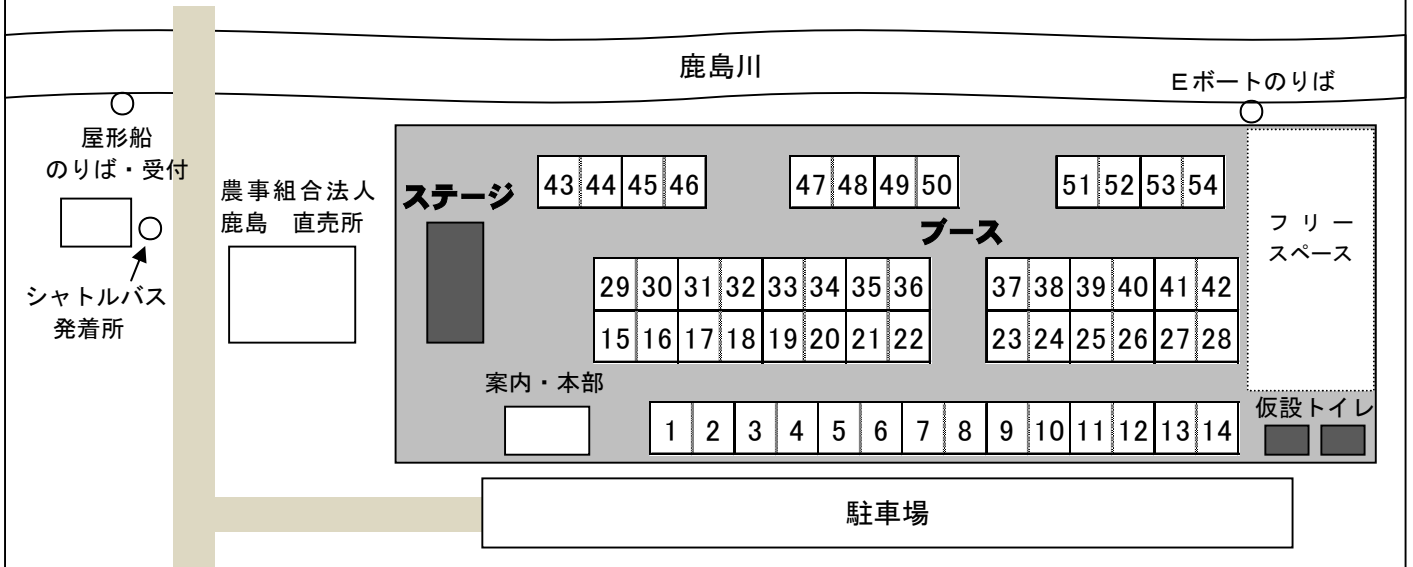 鹿島川
Eボートのりば
屋形船
のりば・受付
シャトルバス
発着所
農事組合法人
鹿島 直売所
ステージ
43 44 45 46
47 48 49 50
51 52 53 54
ブース
フリー
スペース
29 30 31 32 33 34 35 36
37 38 39 40 41 42
15 16 17 18 19 20 21 22
23 24 25 26 27 28
案内・本部
1 2 3 4 5 6 7 8 9 10 11 12 13 14
仮設トイレ
駐車場